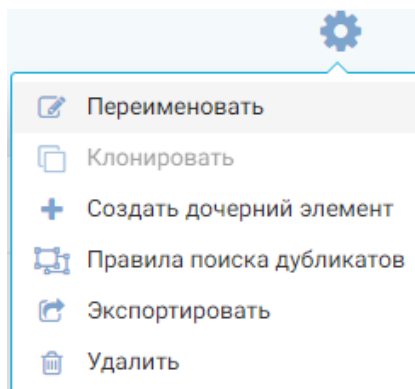 Переименовать
Клонировать
Создать дочерний элемент
Правила поиска дубликатов
Экспортировать
Удалить